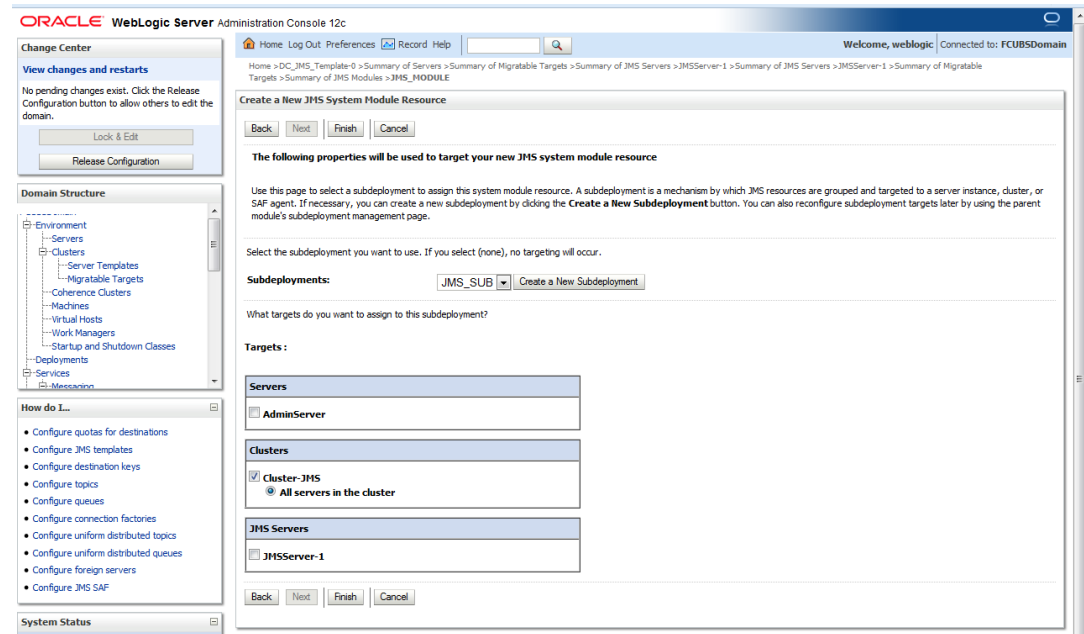 ORACLE WebLogic Server Administration Console 12c
Change Center
View changes and restarts
No pending changes exist. Click the Release
Configuration button to allow others to edit the
domain.
Lock & Edit
Release Configuration
Domain Structure
Environment
Servers
Clusters
Server Templates
Migratable Targets
Coherence Clusters
Machines
Virtual Hosts
Work Managers
Startup and Shutdown Classes
Deployments
Services
Messaging
How do I...
Configure quotas for destinations
Configure JMS templates
Configure destination keys
Configure topics
Configure queues
Configure connection factories
Configure uniform distributed topics
Configure uniform distributed queues
Configure foreign servers
Configure JMS SAF
System Status
Home Log Out Preferences Record Help
Welcome, weblogic Connected to: FCUBSDomain
Home >DC_JMS_Template-0 >Summary of Servers >Summary of Migratable Targets >Summary of JMS Servers >JMSServer-1 >Summary of JMS Servers >JMSServer-1 >Summary of Migratable
Targets >Summary of JMS Modules >JMS_MODULE
Create a New JMS System Module Resource
Back Next Finish Cancel
The following properties will be used to target your new JMS system module resource
Use this page to select a subdeployment to assign this system module resource. A subdeployment is a mechanism by which JMS resources are grouped and targeted to a server instance, cluster, or
SAF agent. If necessary, you can create a new subdeployment by clicking the Create a New Subdeployment button. You can also reconfigure subdeployment targets later by using the parent
module's subdeployment management page.
Select the subdeployment you want to use. If you select (none), no targeting will occur.
Subdeployments: JMS_SUB Create a New Subdeployment
What targets do you want to assign to this subdeployment?
Targets :
Servers
AdminServer
Clusters
Cluster-JMS
All servers in the cluster
JMS Servers
JMSServer-1
Back Next Finish Cancel